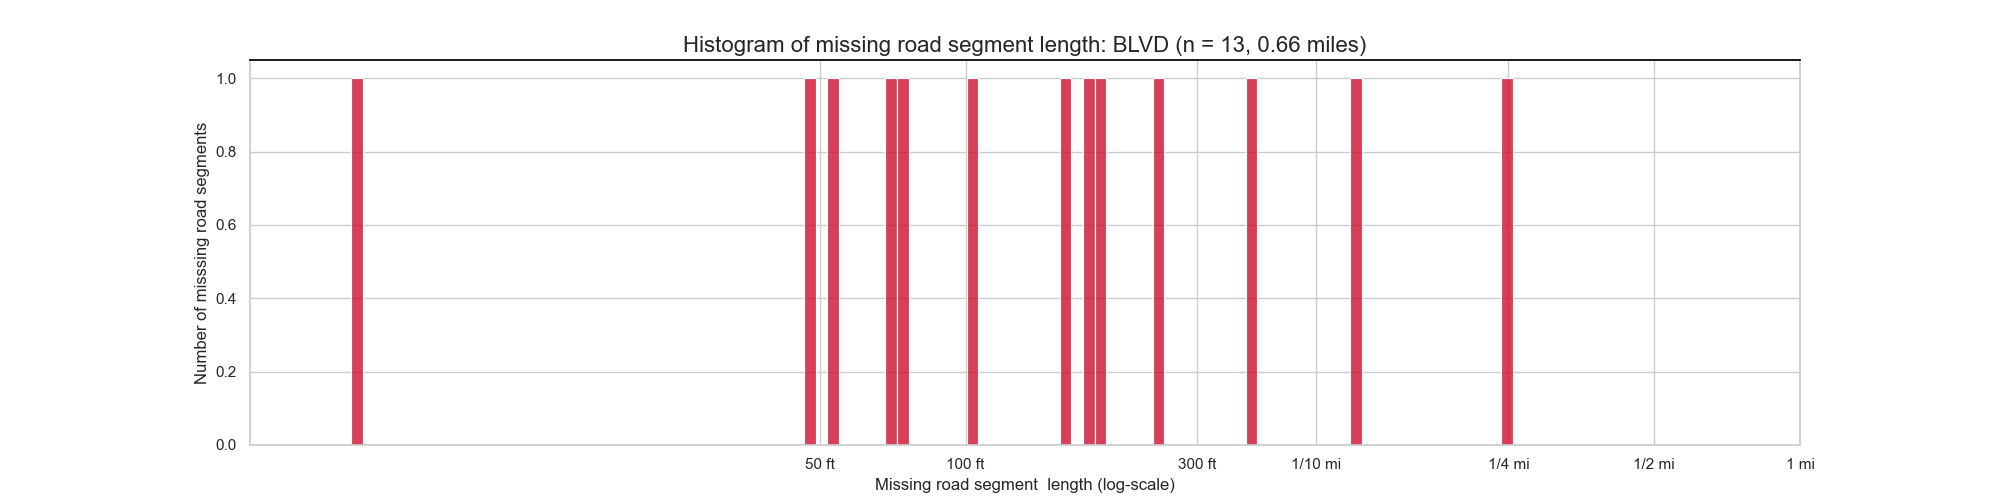 Histogram of missing road segment length: BLVD (n = 13, 0.66 miles)
Number of misssing road segments
1.0
0.8
0.6
0.4
0.2
0.0
50 ft 100 ft 300 ft 1/10 mi 1/4 mi 1/2 mi 1 mi
Missing road segment  length (log-scale)